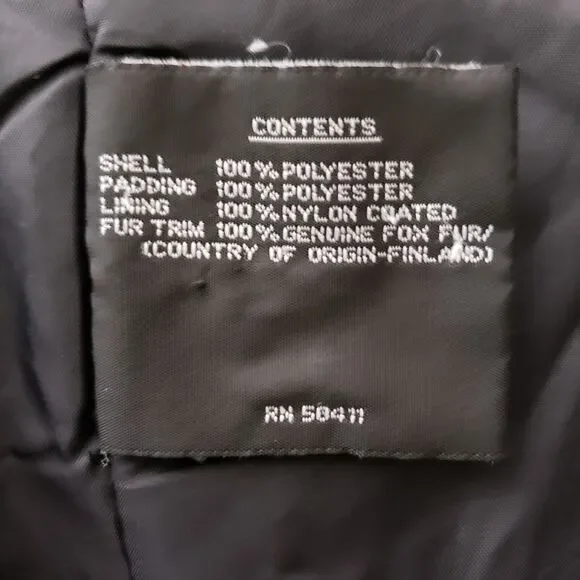 CONTENTS
SHELL 100% POLYESTER
PADDING 100% POLYESTER
LINING 100% NYLON COATED
FUR TRIM 100% GENUINE FOX FUR/
(COUNTRY OF ORIGIN-FINLAND)
RN 58411